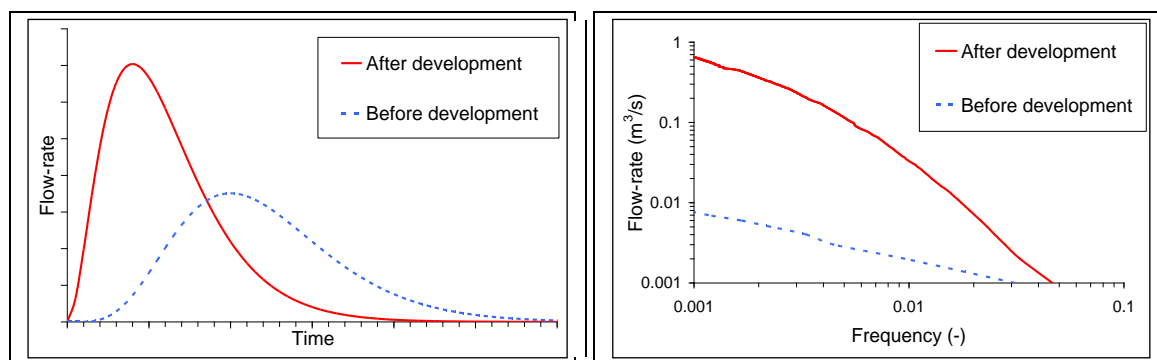 After development
Before development
Flow-rate
Time
After development
Before development
Flow-rate (m³/s)
1
0.1
0.01
0.001
0.001
0.01
0.1
Frequency (-)